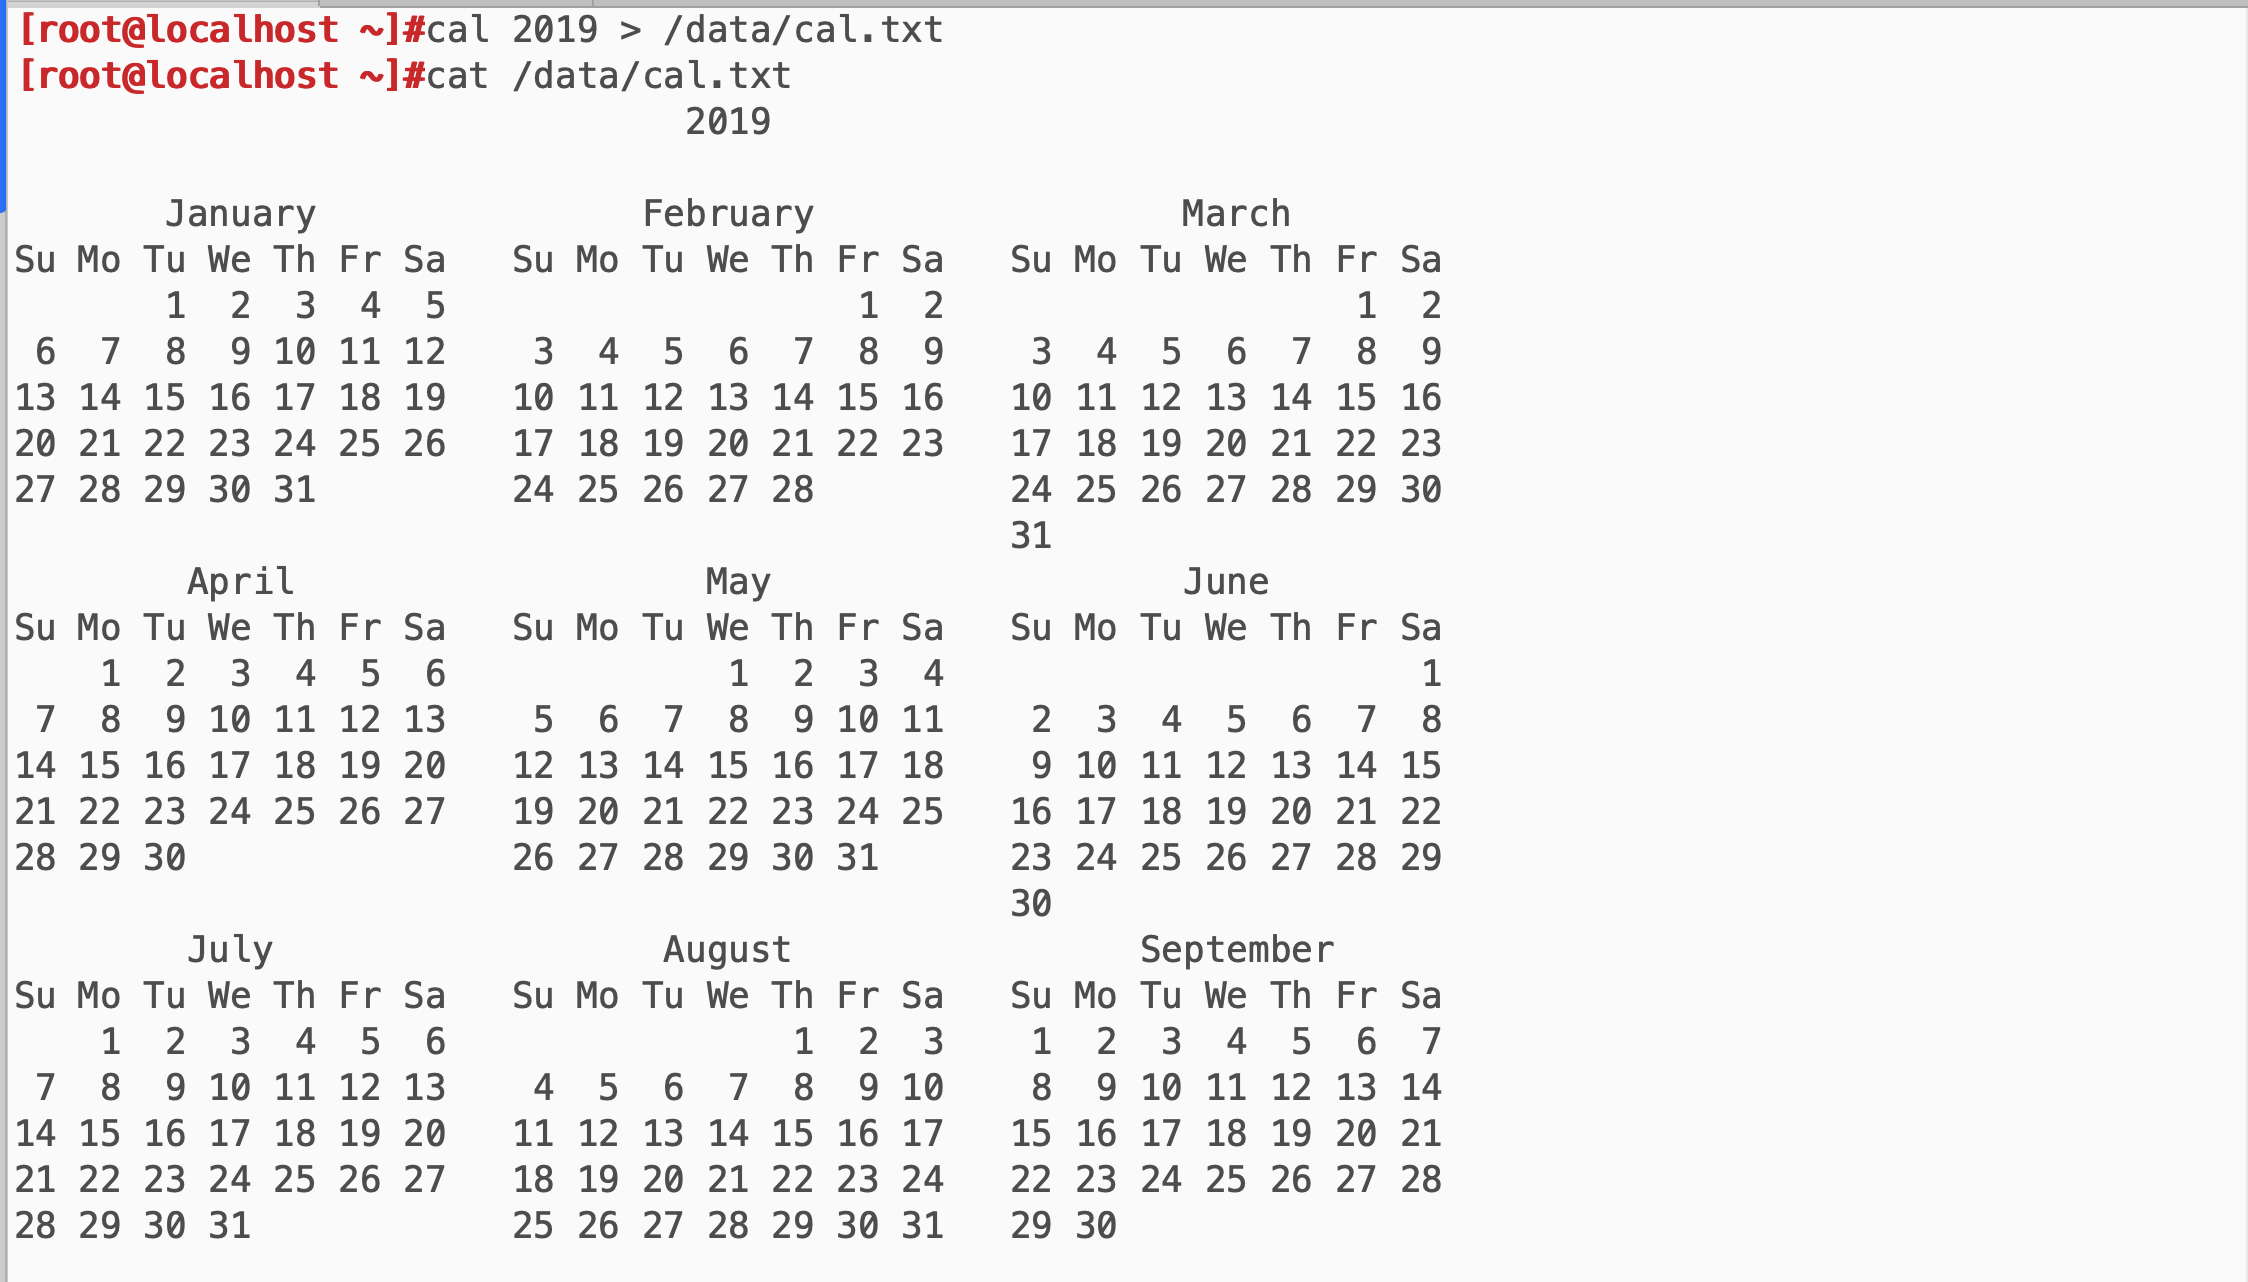 [root@localhost ~]#cal 2019 > /data/cal.txt
[root@localhost ~]#cat /data/cal.txt
                               2019

       January               February                 March
Su Mo Tu We Th Fr Sa   Su Mo Tu We Th Fr Sa   Su Mo Tu We Th Fr Sa
       1  2  3  4  5                   1  2                   1  2
 6  7  8  9 10 11 12    3  4  5  6  7  8  9    3  4  5  6  7  8  9
13 14 15 16 17 18 19   10 11 12 13 14 15 16   10 11 12 13 14 15 16
20 21 22 23 24 25 26   17 18 19 20 21 22 23   17 18 19 20 21 22 23
27 28 29 30 31         24 25 26 27 28         24 25 26 27 28 29 30
                                              31
        April                   May                   June
Su Mo Tu We Th Fr Sa   Su Mo Tu We Th Fr Sa   Su Mo Tu We Th Fr Sa
    1  2  3  4  5  6             1  2  3  4                      1
 7  8  9 10 11 12 13    5  6  7  8  9 10 11    2  3  4  5  6  7  8
14 15 16 17 18 19 20   12 13 14 15 16 17 18    9 10 11 12 13 14 15
21 22 23 24 25 26 27   19 20 21 22 23 24 25   16 17 18 19 20 21 22
28 29 30               26 27 28 29 30 31      23 24 25 26 27 28 29
                                              30
        July                  August                September
Su Mo Tu We Th Fr Sa   Su Mo Tu We Th Fr Sa   Su Mo Tu We Th Fr Sa
    1  2  3  4  5  6                1  2  3    1  2  3  4  5  6  7
 7  8  9 10 11 12 13    4  5  6  7  8  9 10    8  9 10 11 12 13 14
14 15 16 17 18 19 20   11 12 13 14 15 16 17   15 16 17 18 19 20 21
21 22 23 24 25 26 27   18 19 20 21 22 23 24   22 23 24 25 26 27 28
28 29 30 31            25 26 27 28 29 30 31   29 30